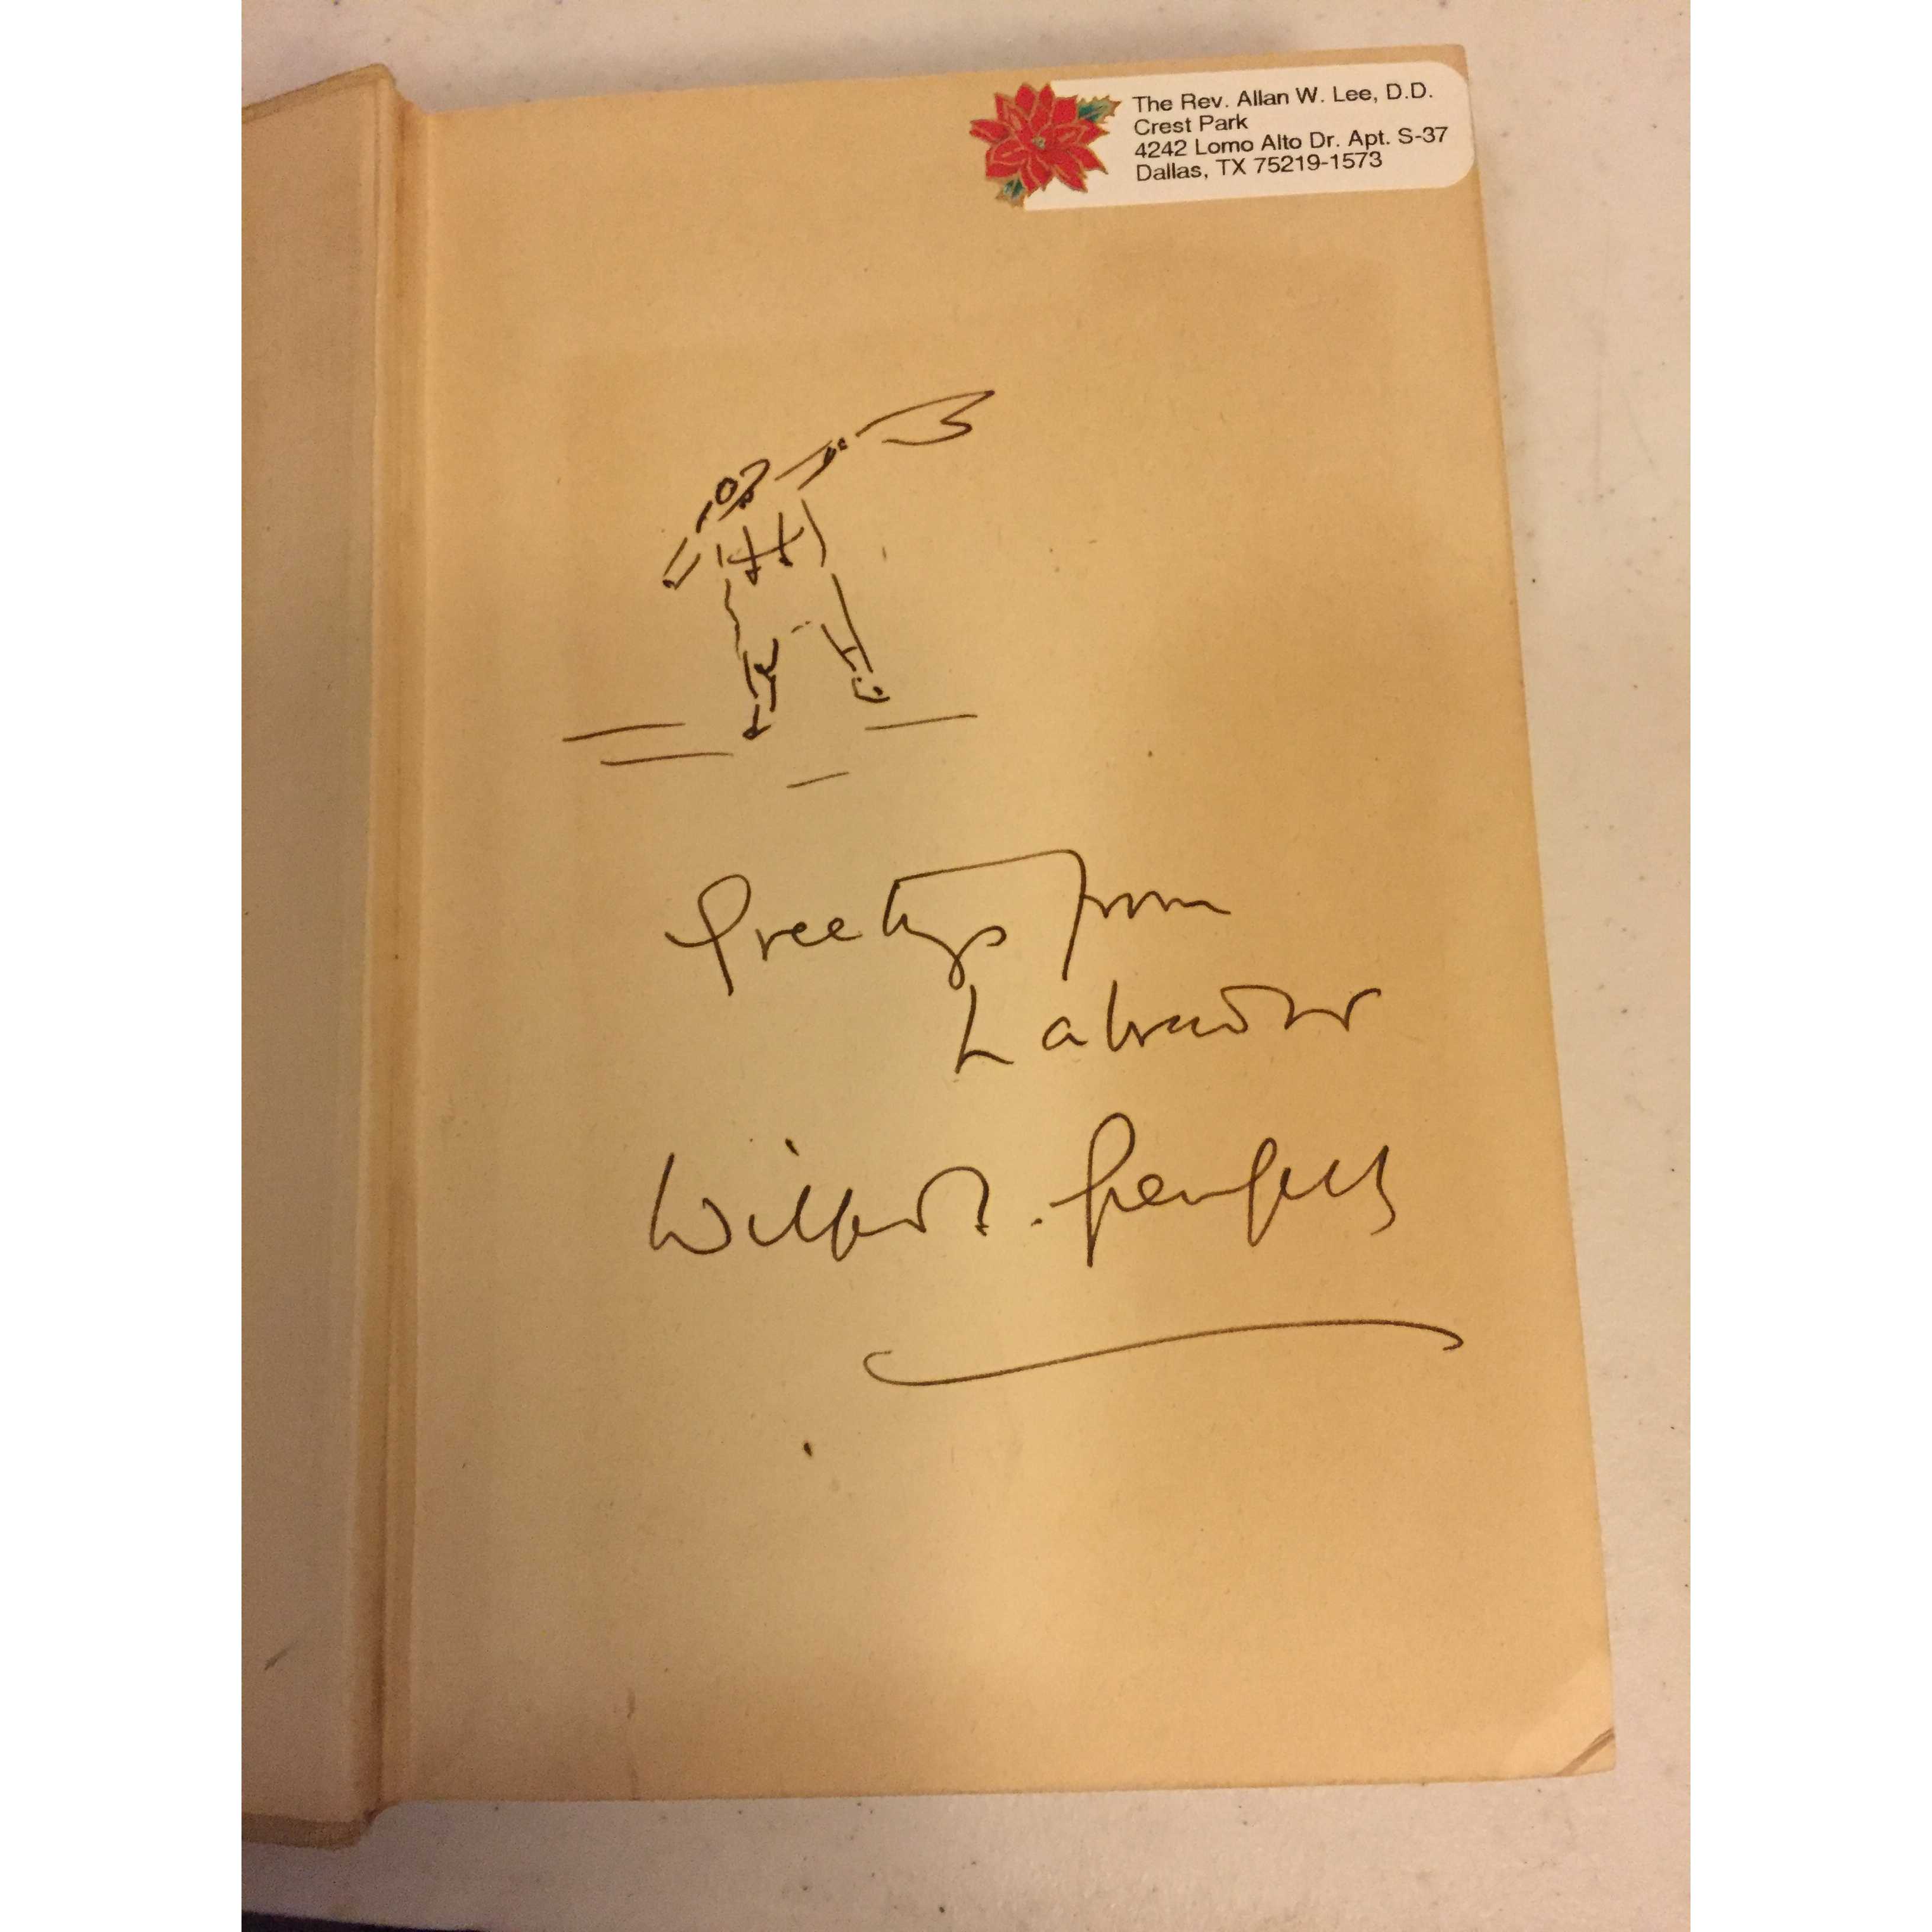 The Rev. Allan W. Lee, D.D.
Crest Park
4242 Lomo Alto Dr. Apt. S-37
Dallas, TX 75219-1573
Greetings from
Labrador
Wilfred. Grenfell